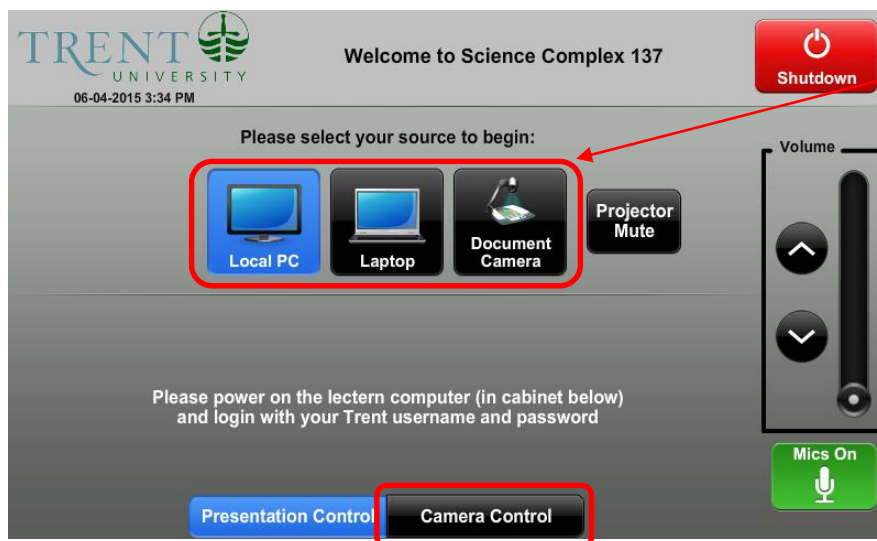 TRENT
UNIVERSITY
06-04-2015 3:34 PM
Welcome to Science Complex 137
Shutdown
Please select your source to begin:
Local PC
Laptop
Document
Camera
Projector
Mute
Volume
Please power on the lectern computer (in cabinet below)
and login with your Trent username and password
Mics On
Presentation Control
Camera Control